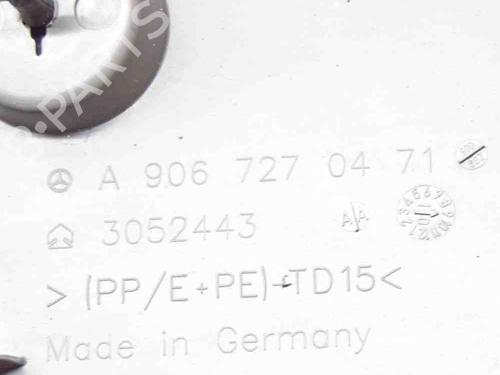 A 906 727 04 71
3052443
A A
>(PP/E+PE)-TD15<
Made in Germany